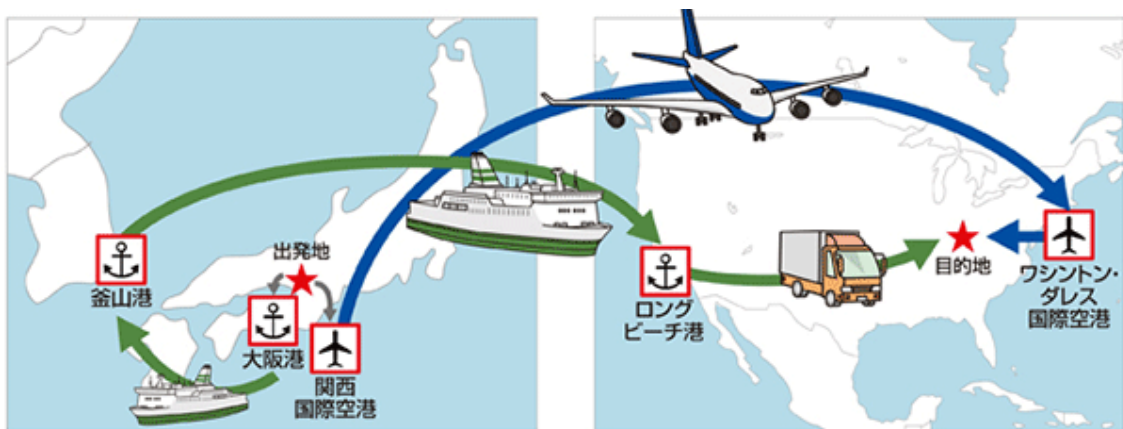 出発地
釜山港
大阪港
関西
国際空港
ロング
ビーチ港
目的地
ワシントン・
ダレス
国際空港